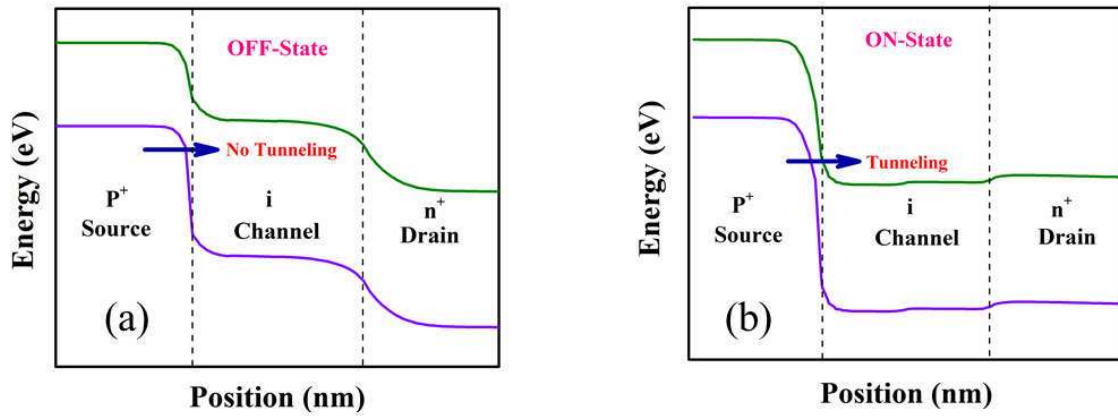 Energy (eV)
OFF-State
No Tunneling
P+
Source
i
Channel
n+
Drain
(a)
Position (nm)
Energy (eV)
ON-State
Tunneling
P+
Source
i
Channel
n+
Drain
(b)
Position (nm)